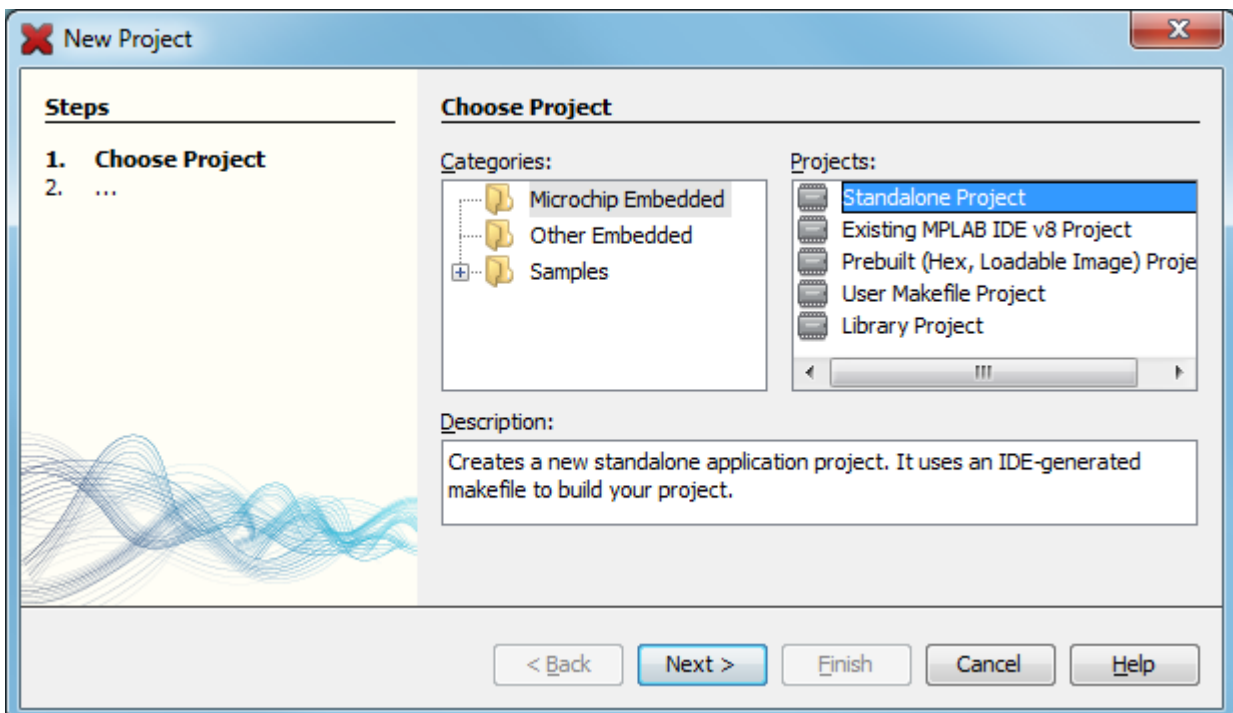 New Project
Steps
1. Choose Project
2. ...
Choose Project
Categories:
Microchip Embedded
Other Embedded
Samples
Projects:
Standalone Project
Existing MPLAB IDE v8 Project
Prebuilt (Hex, Loadable Image) Proje
User Makefile Project
Library Project
Description:
Creates a new standalone application project. It uses an IDE-generated
makefile to build your project.
< Back
Next >
Finish
Cancel
Help